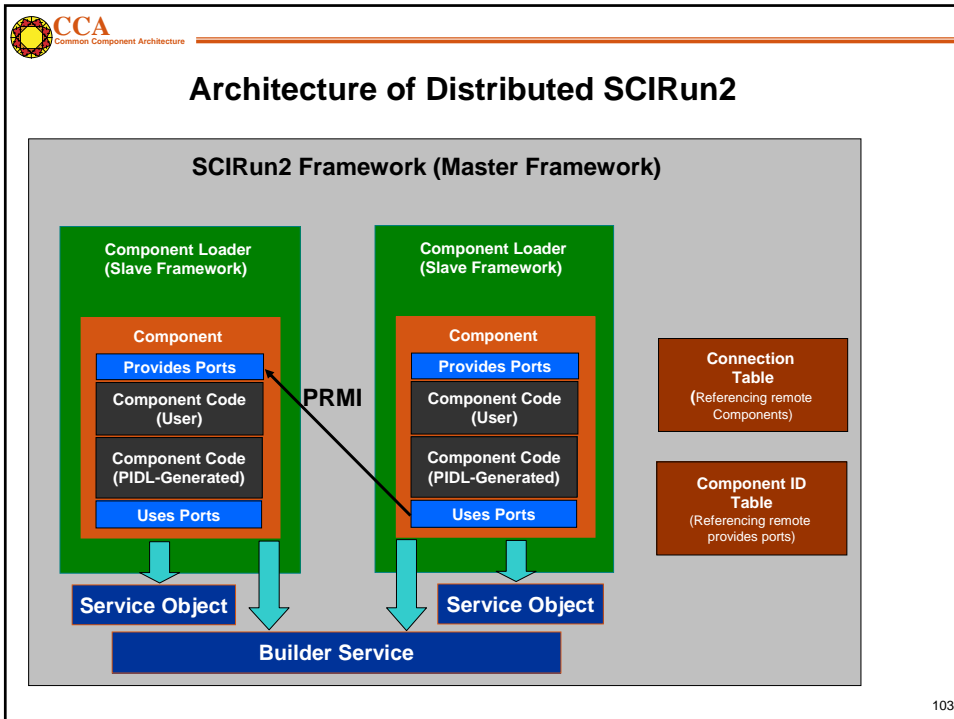 CCA
Common Component Architecture
Architecture of Distributed SCIRun2
SCIRun2 Framework (Master Framework)
Component Loader
(Slave Framework)
Component
Provides Ports
Component Code
(User)
Component Code
(PIDL-Generated)
Uses Ports
PRMI
Component Loader
(Slave Framework)
Component
Provides Ports
Component Code
(User)
Component Code
(PIDL-Generated)
Uses Ports
Connection
Table
(Referencing remote
Components)
Component ID
Table
(Referencing remote
provides ports)
Service Object
Service Object
Builder Service
103